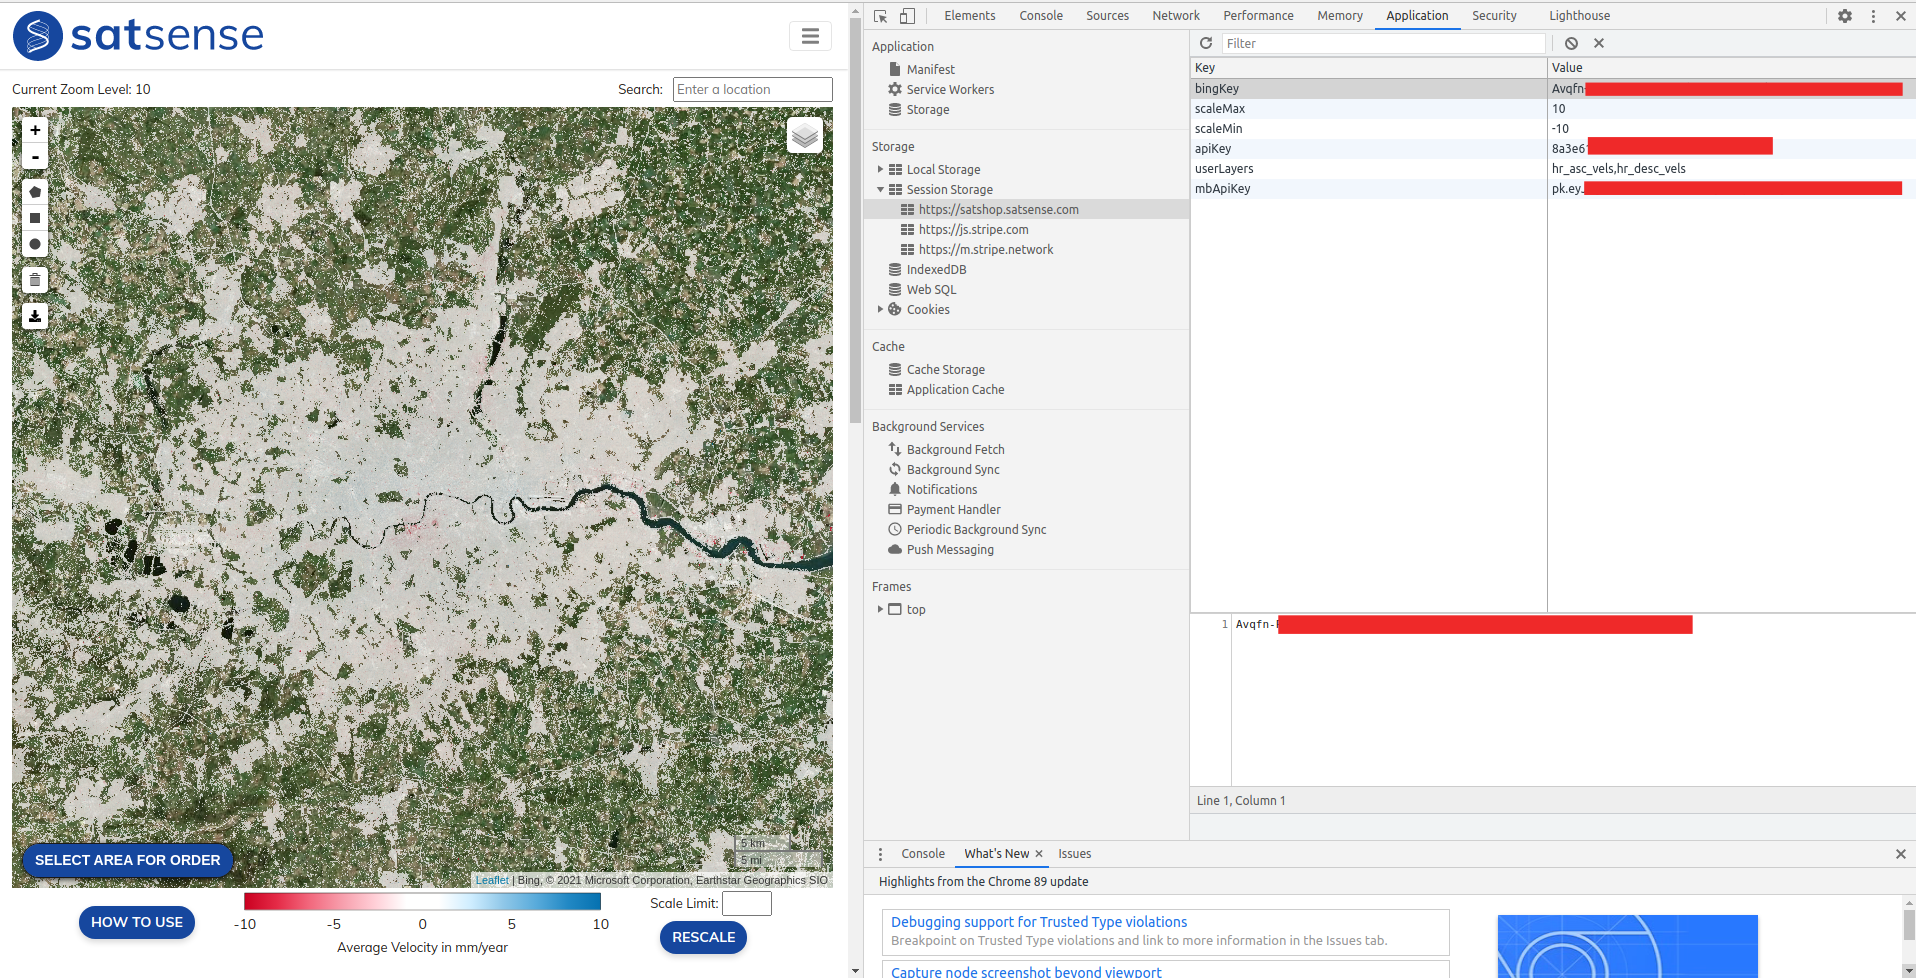 satsense
Current Zoom Level: 10
Search:
Enter a location
+
-
5 km
5 mi
SELECT AREA FOR ORDER
Leaflet | Bing, © 2021 Microsoft Corporation, Earthstar Geographics SIO
HOW TO USE
-10 -5 0 5 10
Average Velocity in mm/year
Scale Limit:
RESCALE
Elements Console Sources Network Performance Memory Application Security Lighthouse
Application
Manifest
Service Workers
Storage
Storage
Local Storage
Session Storage
https://satshop.satsense.com
https://js.stripe.com
https://m.stripe.network
IndexedDB
Web SQL
Cookies
Cache
Cache Storage
Application Cache
Background Services
Background Fetch
Background Sync
Notifications
Payment Handler
Periodic Background Sync
Push Messaging
Frames
top
Filter
Key Value
bingKey Avqfn-
scaleMax 10
scaleMin -10
apiKey 8a3e6
userLayers hr_asc_vels,hr_desc_vels
mbApiKey pk.ey
1 Avqfn-
Line 1, Column 1
Console What's New Issues
Highlights from the Chrome 89 update
Debugging support for Trusted Type violations
Breakpoint on Trusted Type violations and link to more information in the Issues tab.
Capture node screenshot beyond viewport